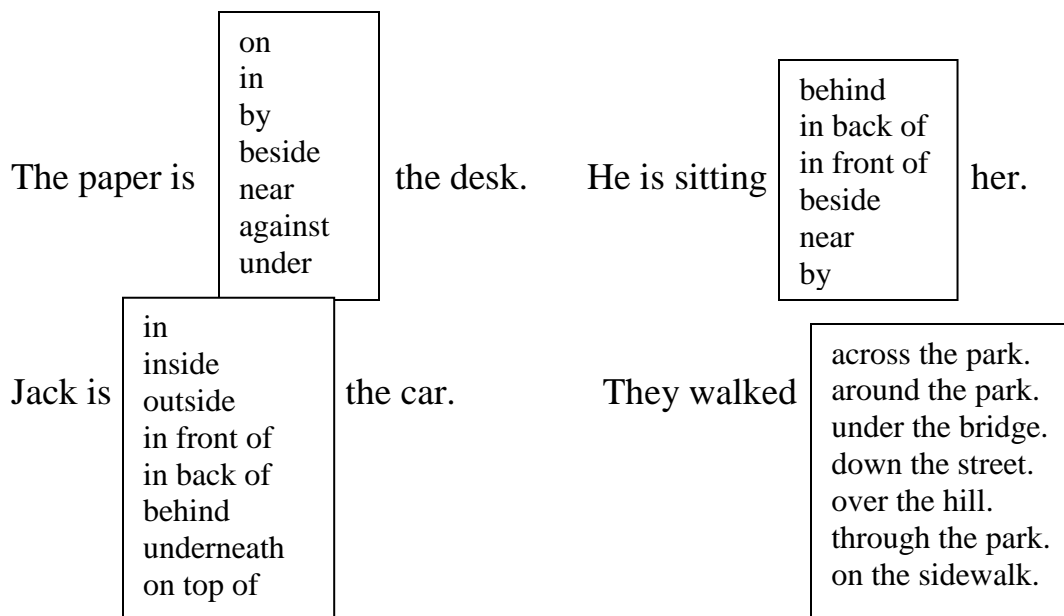 The paper is
on
in
by
beside
near
against
under
the desk.
He is sitting
behind
in back of
in front of
beside
near
by
her.
Jack is
in
inside
outside
in front of
in back of
behind
underneath
on top of
the car.
They walked
across the park.
around the park.
under the bridge.
down the street.
over the hill.
through the park.
on the sidewalk.